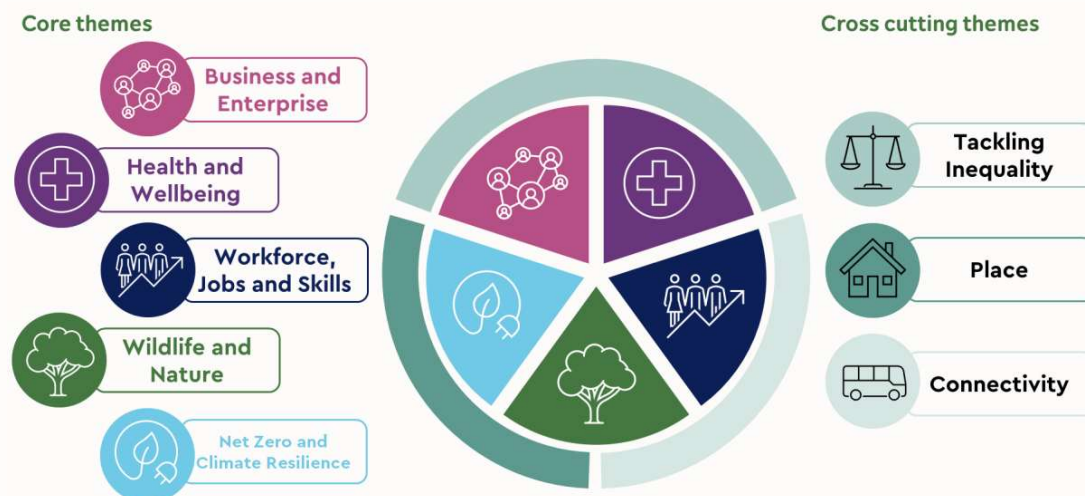 Core themes
Business and
Enterprise
Health and
Wellbeing
Workforce,
Jobs and Skills
Wildlife and
Nature
Net Zero and
Climate Resilience
Cross cutting themes
Tackling
Inequality
Place
Connectivity